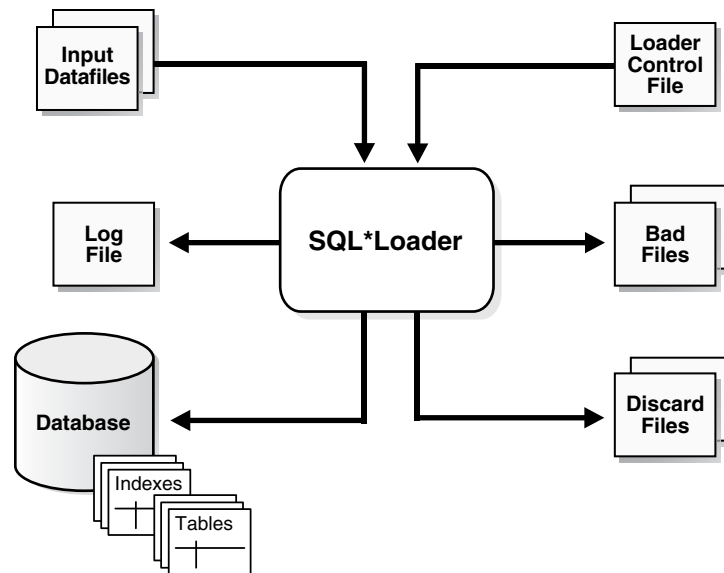 Input
Datafiles
Loader
Control
File
SQL*Loader
Log
File
Bad
Files
Database
Discard
Files
Indexes
Tables